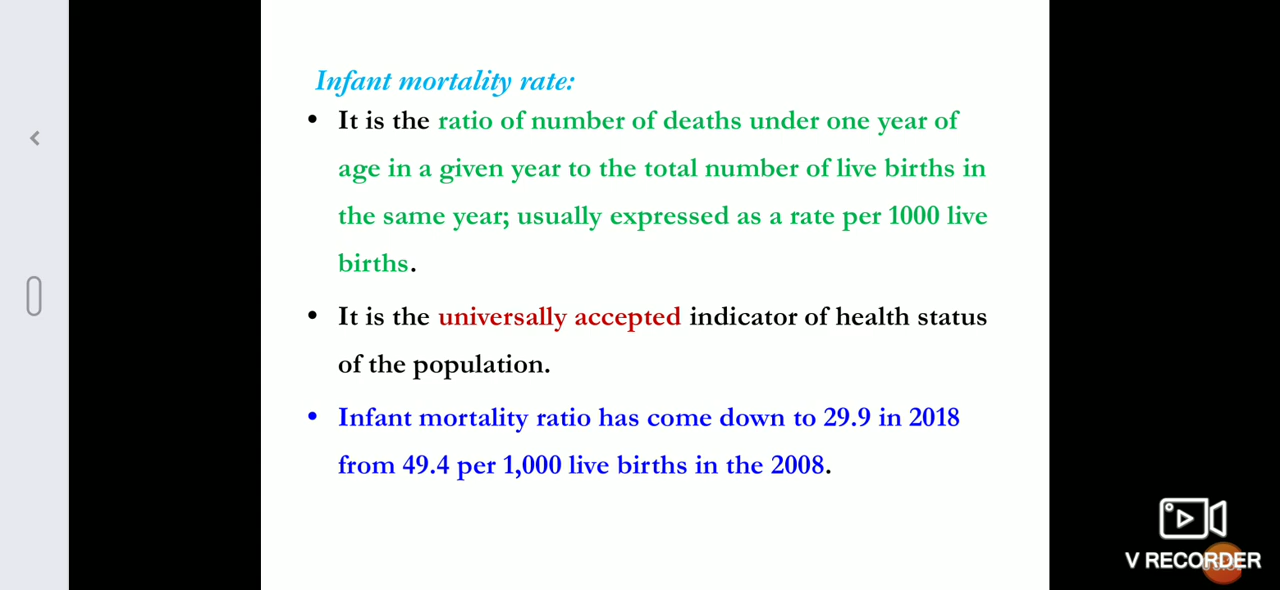 Infant mortality rate:
• It is the ratio of number of deaths under one year of
age in a given year to the total number of live births in
the same year; usually expressed as a rate per 1000 live
births.
• It is the universally accepted indicator of health status
of the population.
• Infant mortality ratio has come down to 29.9 in 2018
from 49.4 per 1,000 live births in the 2008.
V RECORDER